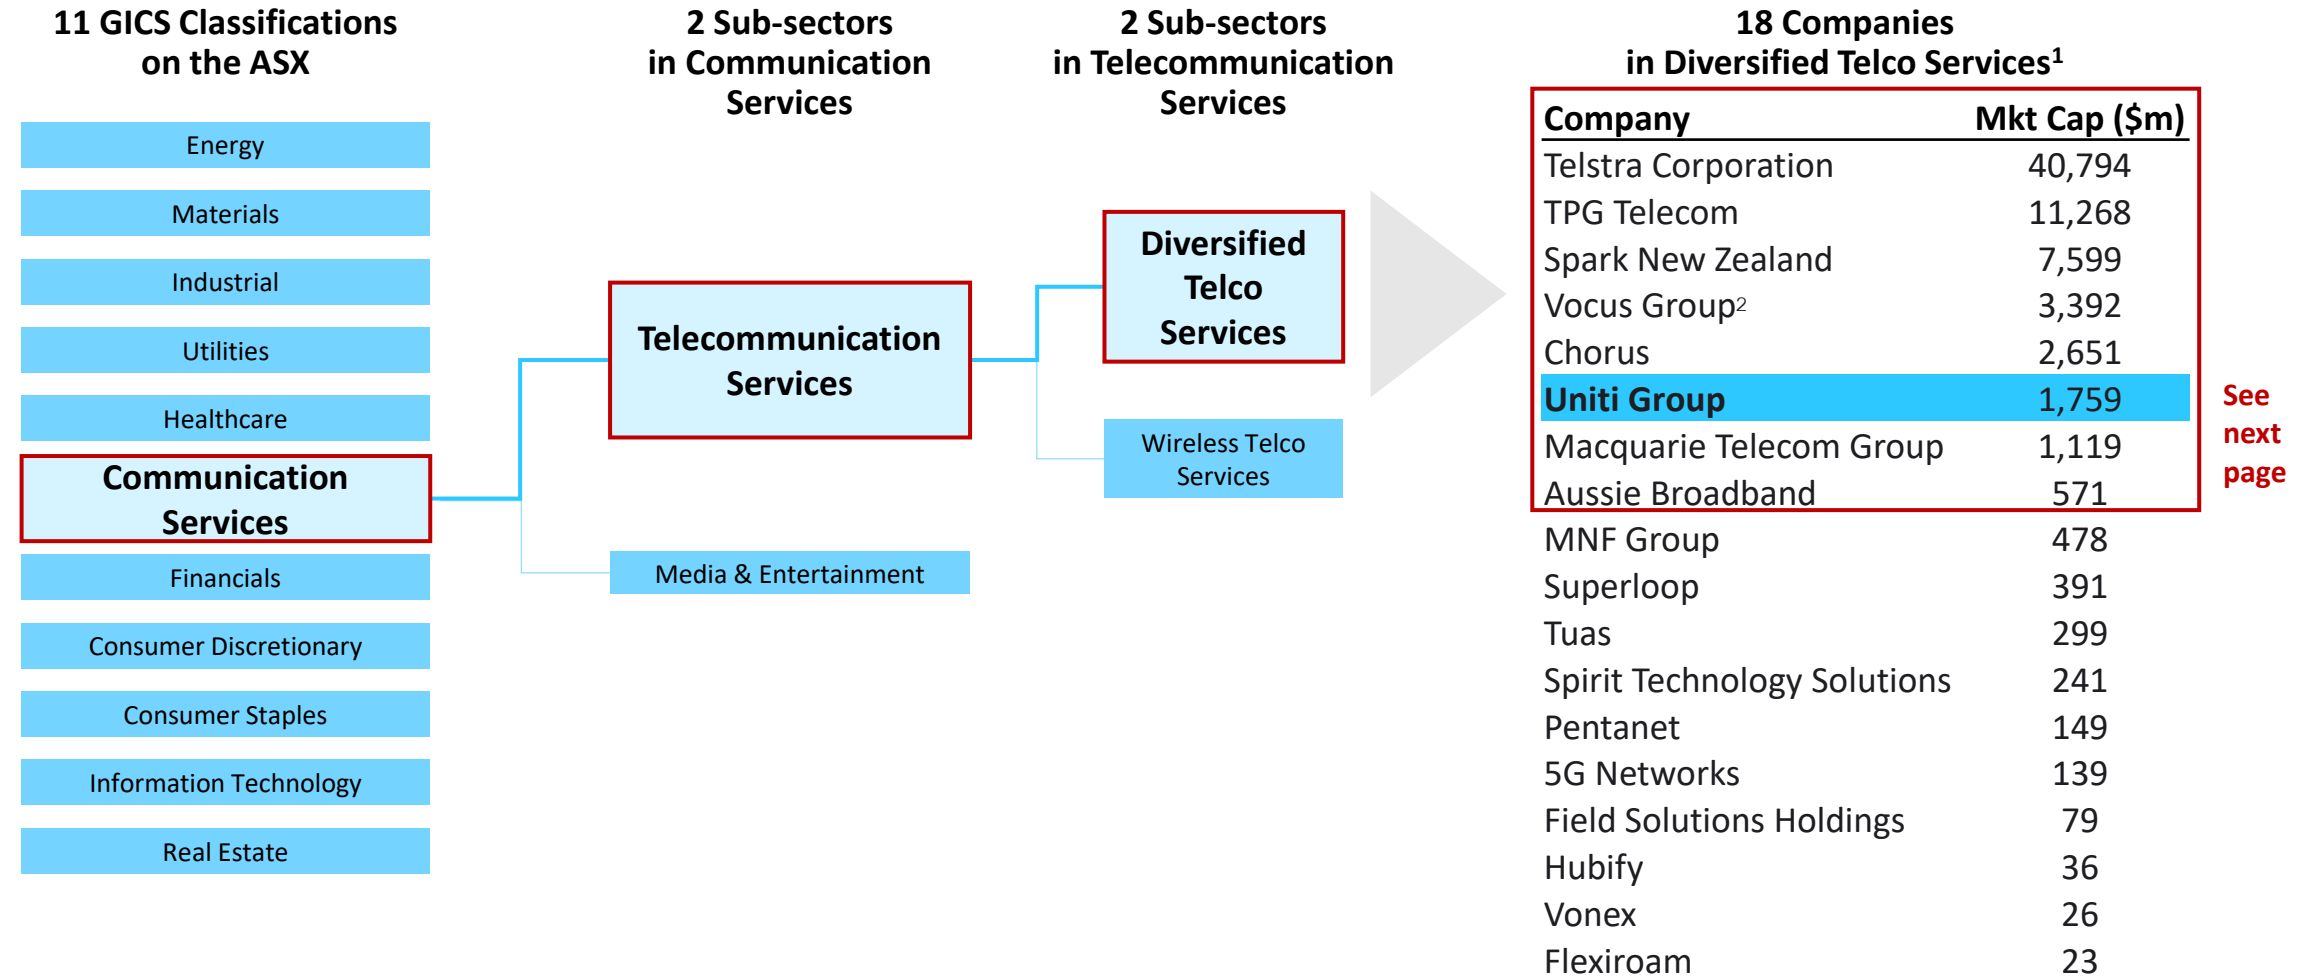 11 GICS Classifications
on the ASX
Energy
Materials
Industrial
Utilities
Healthcare
Communication
Services
Financials
Consumer Discretionary
Consumer Staples
Information Technology
Real Estate
2 Sub-sectors
in Communication
Services
Telecommunication
Services
Media & Entertainment
2 Sub-sectors
in Telecommunication
Services
Diversified
Telco
Services
Wireless Telco
Services
18 Companies
in Diversified Telco Services¹
Company Mkt Cap ($m)
Telstra Corporation 40,794
TPG Telecom 11,268
Spark New Zealand 7,599
Vocus Group² 3,392
Chorus 2,651
Uniti Group 1,759
Macquarie Telecom Group 1,119
Aussie Broadband 571
MNF Group 478
Superloop 391
Tuas 299
Spirit Technology Solutions 241
Pentanet 149
5G Networks 139
Field Solutions Holdings 79
Hubify 36
Vonex 26
Flexiroam 23
See
next
page